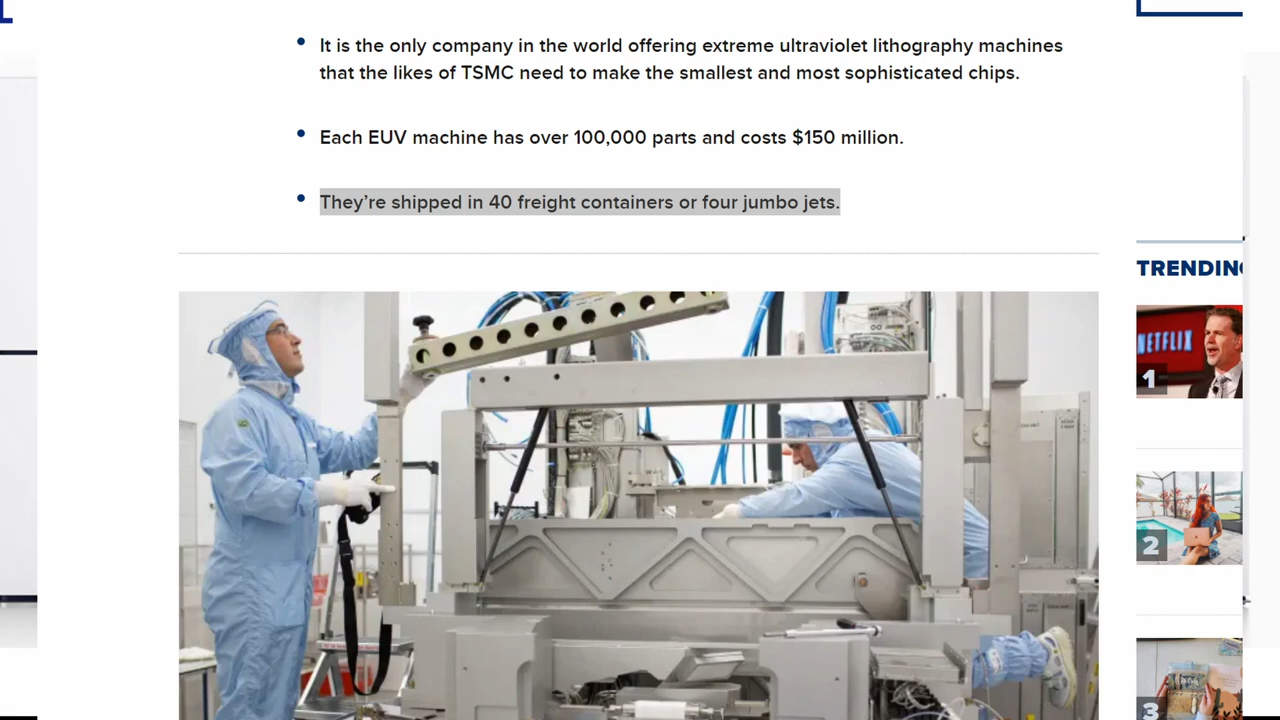 It is the only company in the world offering extreme ultraviolet lithography machines
that the likes of TSMC need to make the smallest and most sophisticated chips.
Each EUV machine has over 100,000 parts and costs $150 million.
They’re shipped in 40 freight containers or four jumbo jets.
TRENDING
NETFLIX
1
2
3